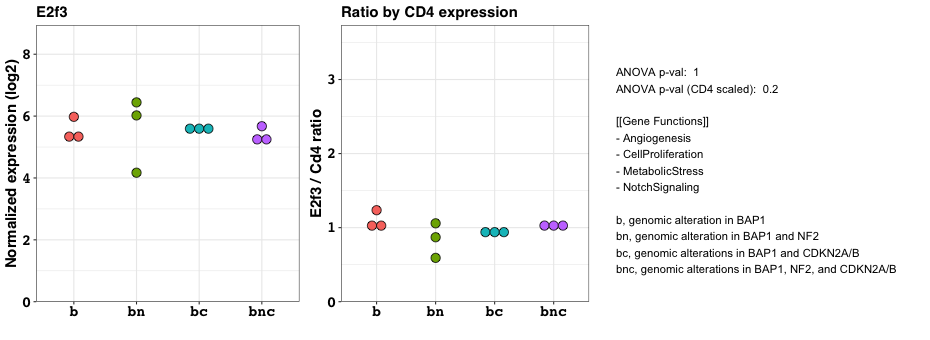 E2f3
Normalized expression (log2)
8
6
4
2
0
b bn bc bnc
Ratio by CD4 expression
E2f3 / Cd4 ratio
3
2
1
0
b bn bc bnc
ANOVA p-val: 1
ANOVA p-val (CD4 scaled): 0.2
[[Gene Functions]]
- Angiogenesis
- CellProliferation
- MetabolicStress
- NotchSignaling
b, genomic alteration in BAP1
bn, genomic alteration in BAP1 and NF2
bc, genomic alterations in BAP1 and CDKN2A/B
bnc, genomic alterations in BAP1, NF2, and CDKN2A/B